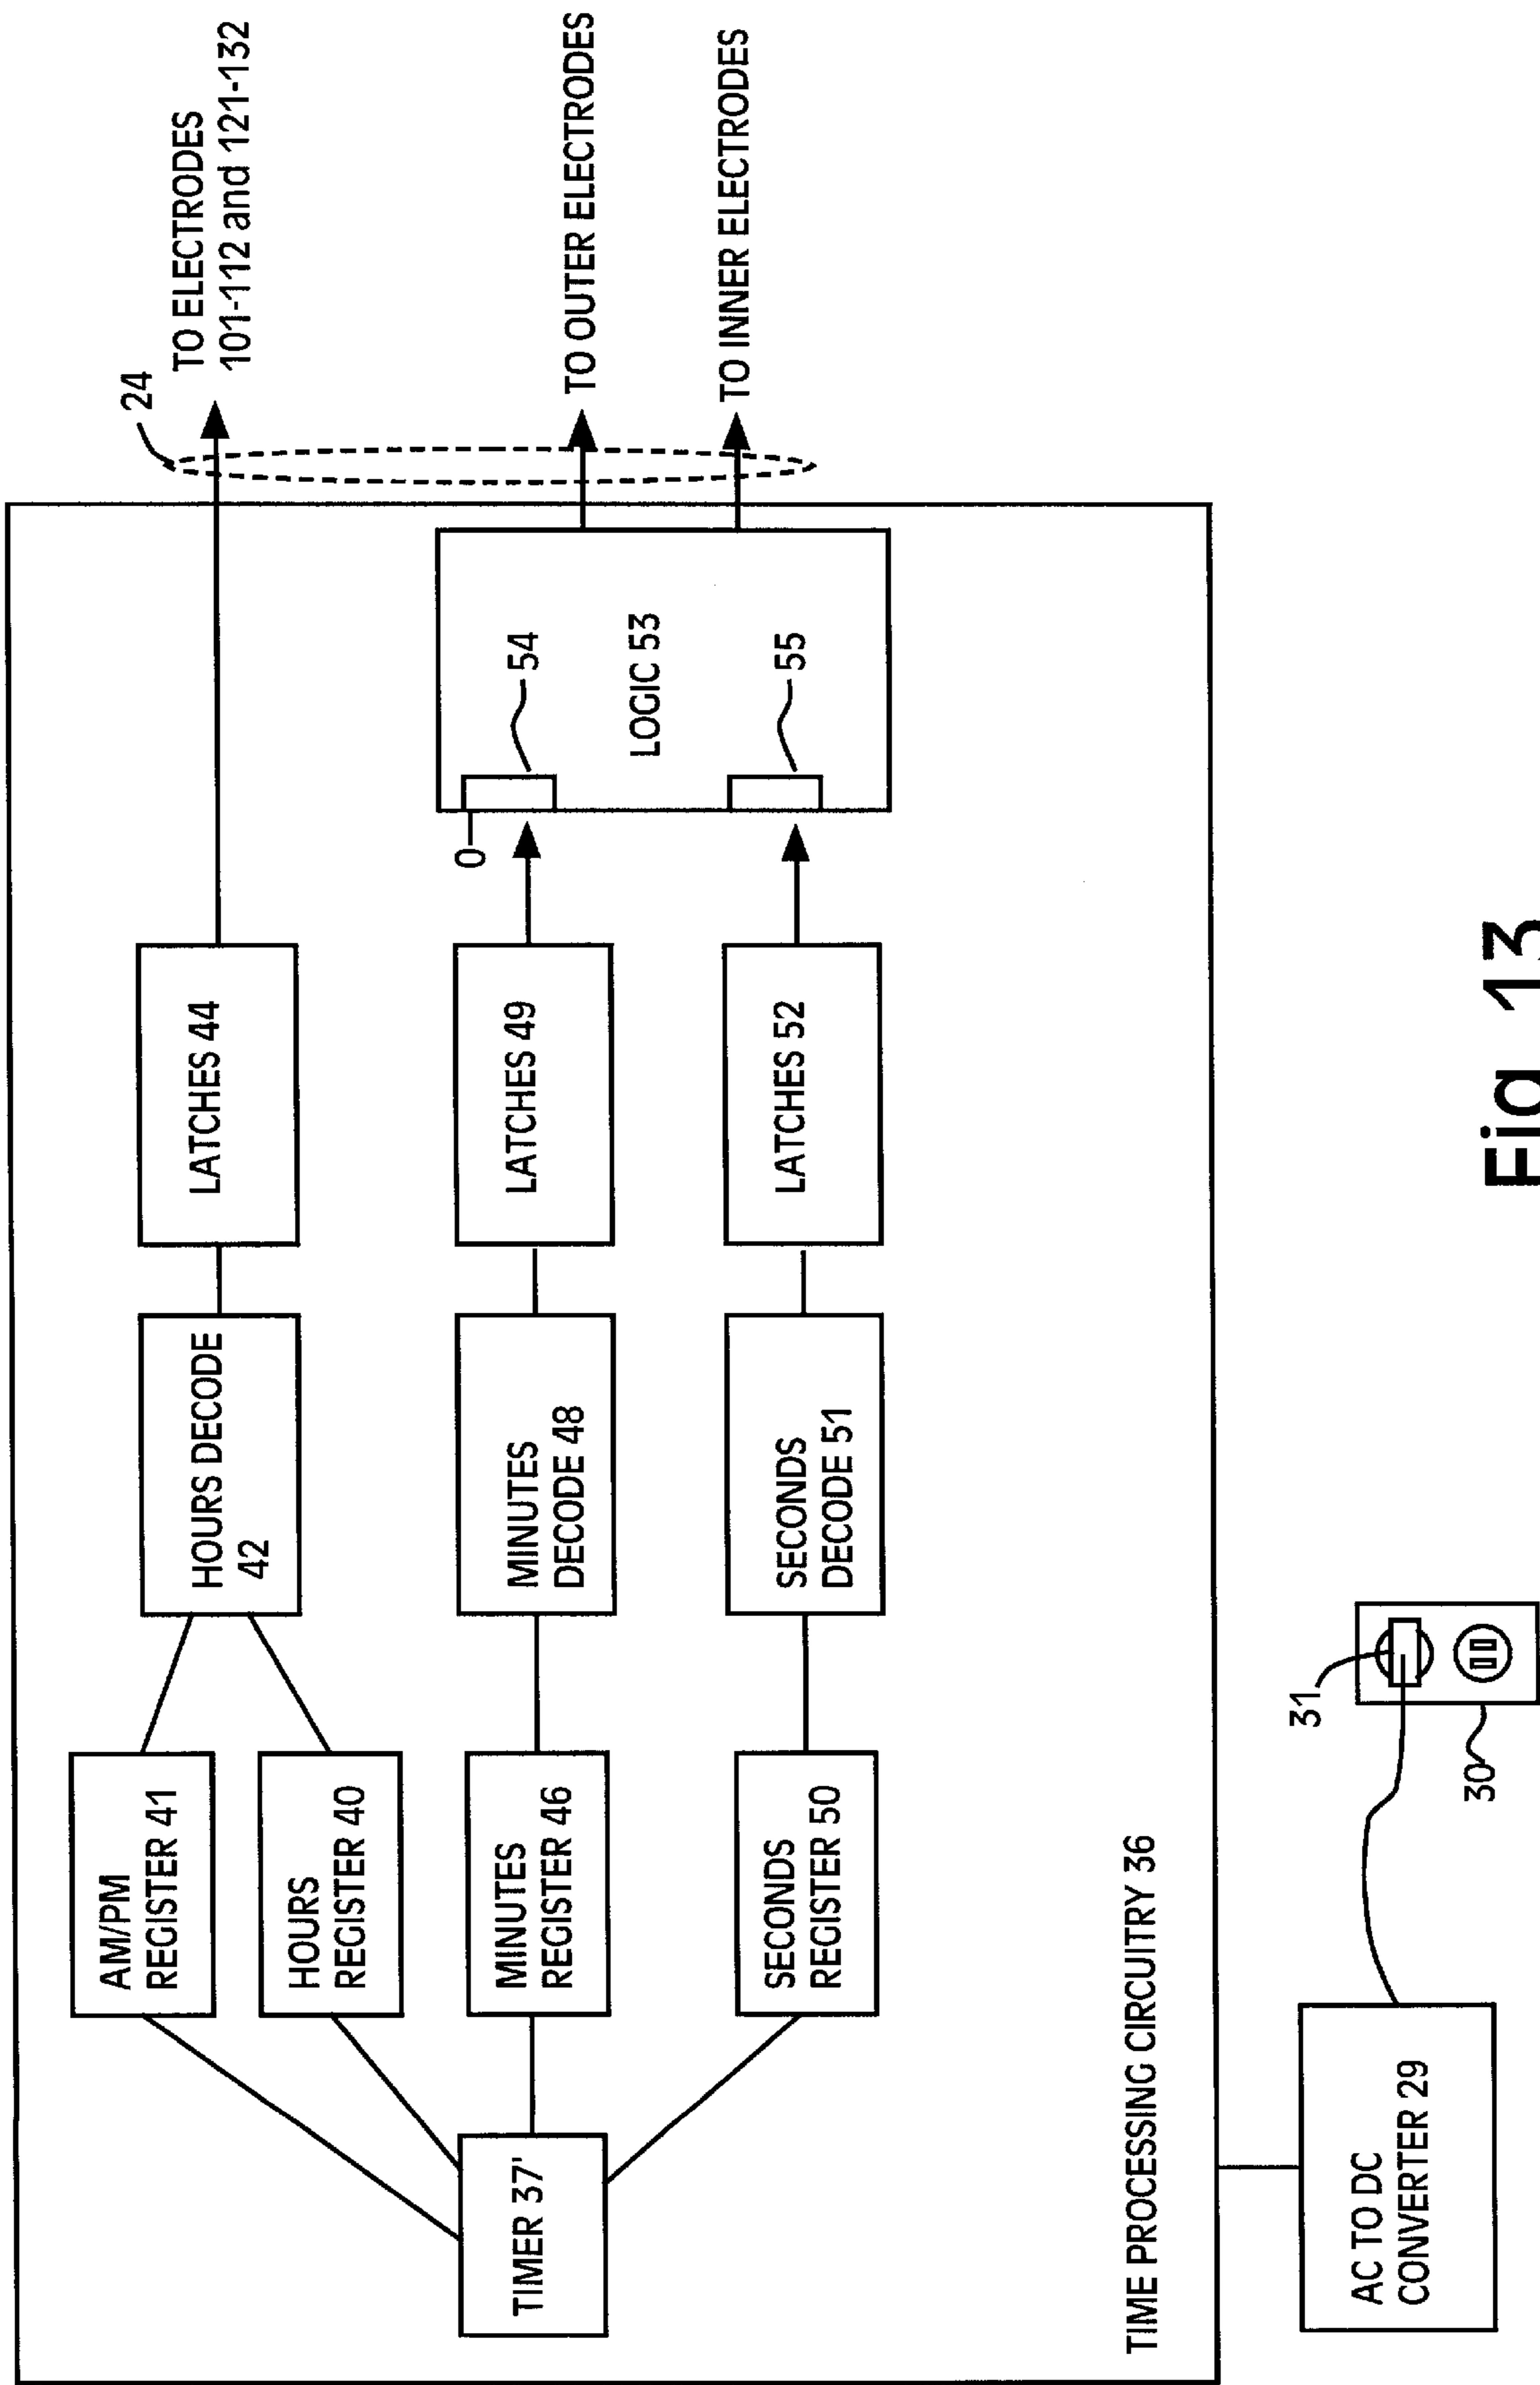 24
TO ELECTRODES
101-112 and 121-132
TO OUTER ELECTRODES
TO INNER ELECTRODES
AM/PM
REGISTER 41
HOURS
REGISTER 40
HOURS DECODE
42
LATCHES 44
TIMER 37'
MINUTES
REGISTER 46
MINUTES
DECODE 48
LATCHES 49
0
54
LOGIC 53
SECONDS
REGISTER 50
SECONDS
DECODE 51
LATCHES 52
55
TIME PROCESSING CIRCUITRY 36
AC TO DC
CONVERTER 29
31
30
Fig. 13